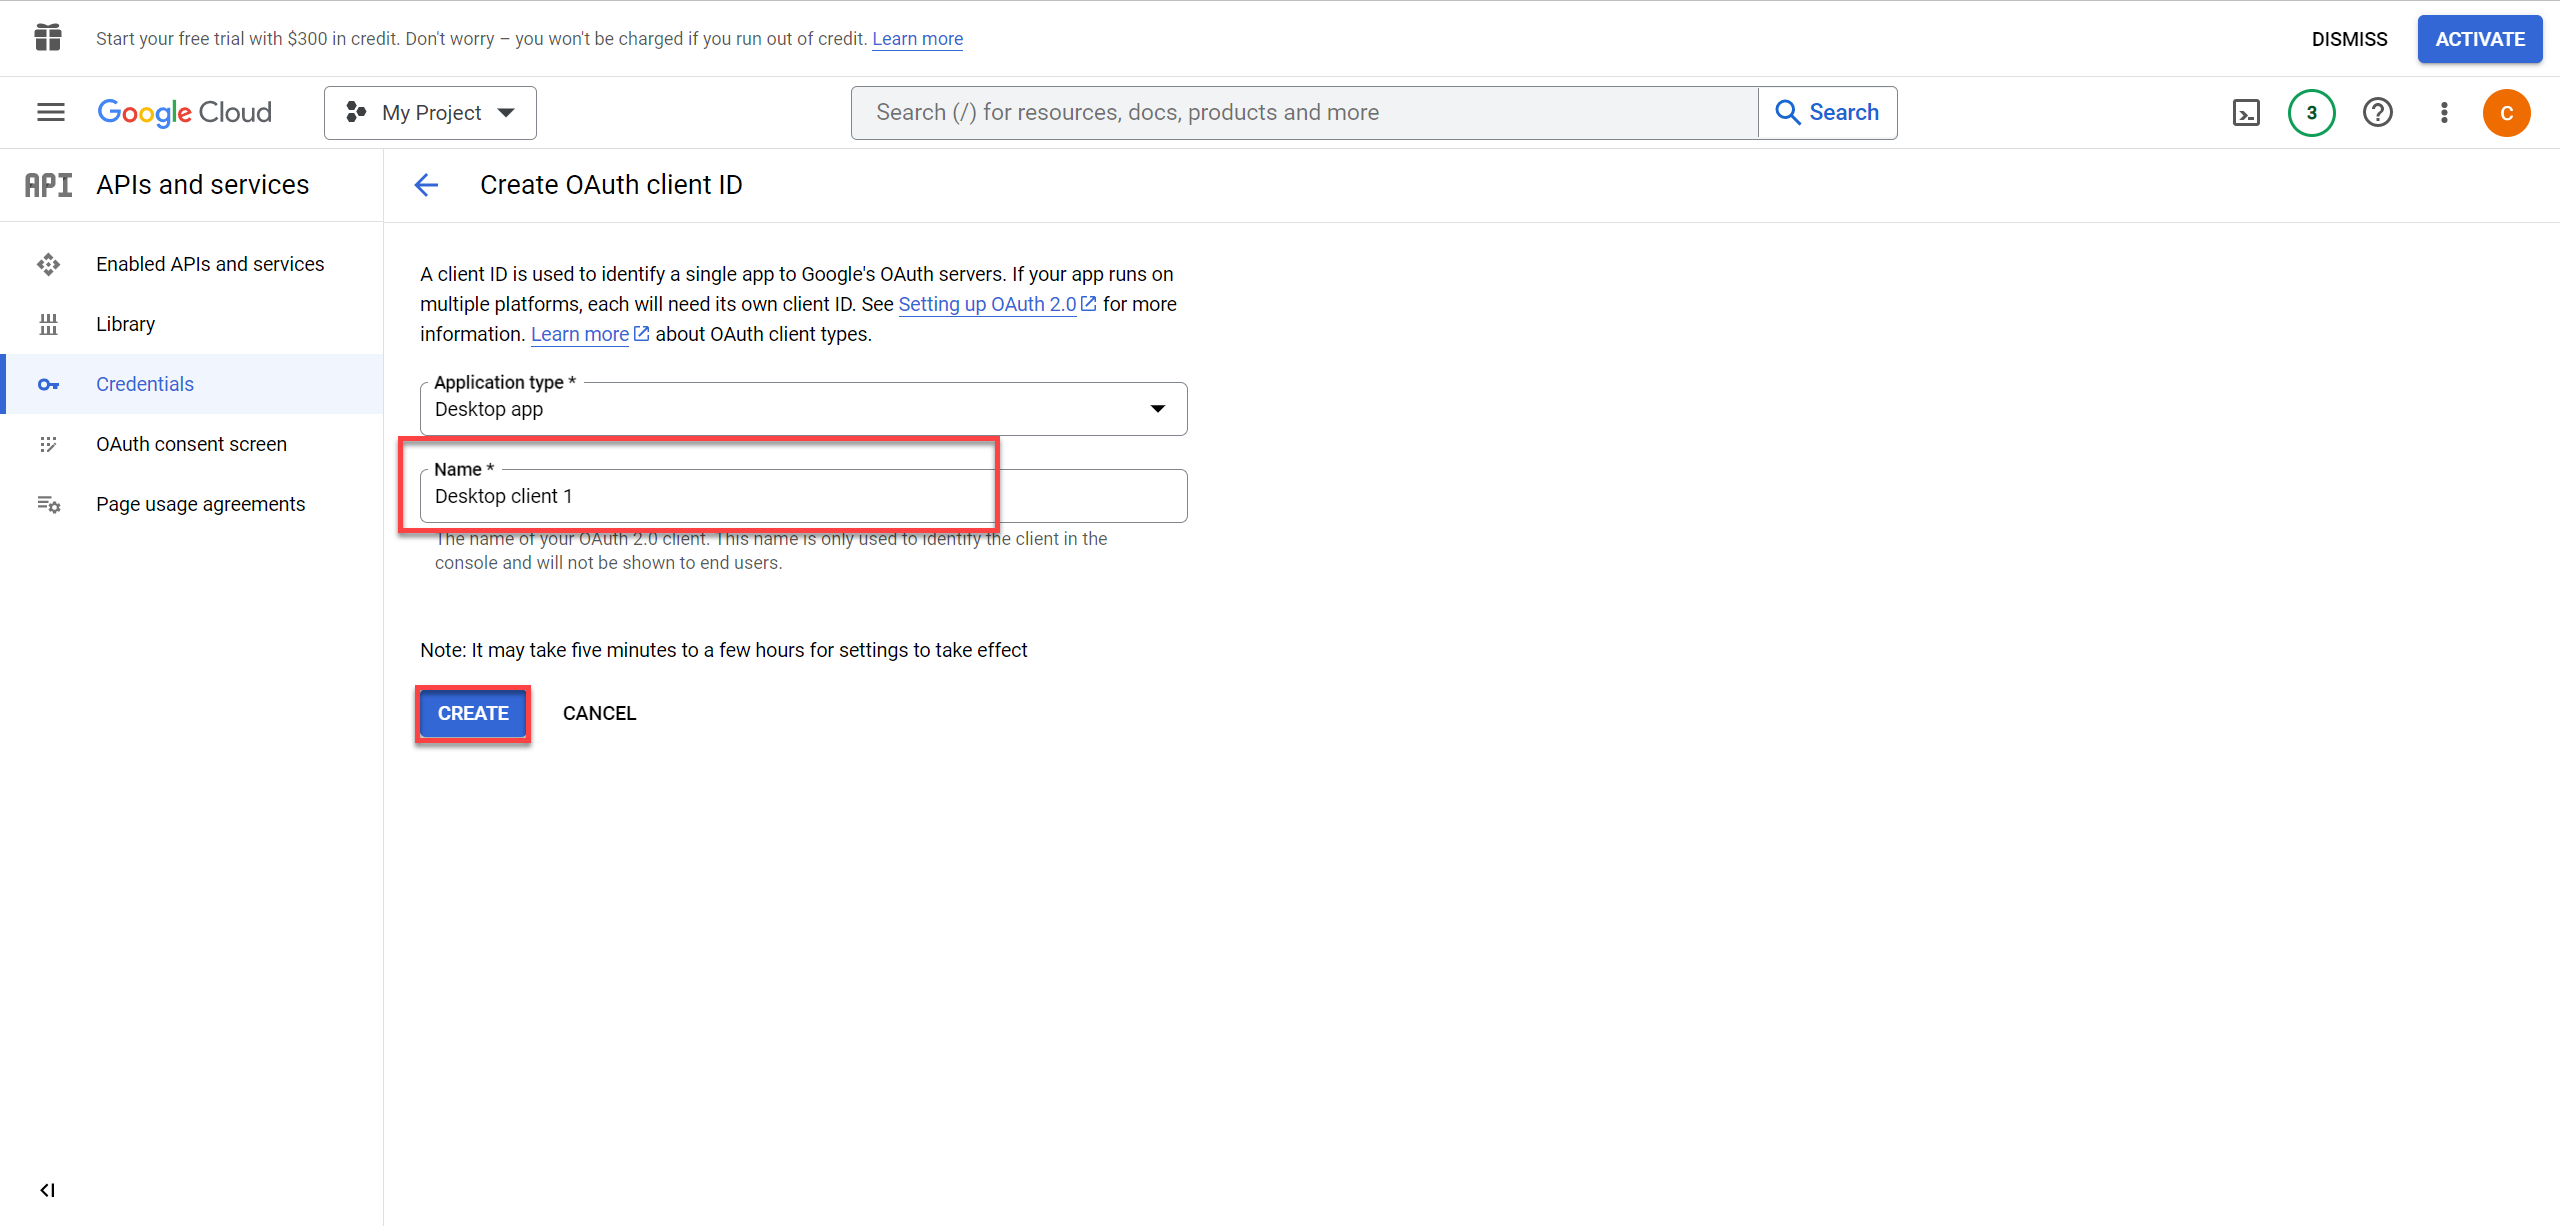 Start your free trial with $300 in credit. Don't worry – you won't be charged if you run out of credit. Learn more
DISMISS
ACTIVATE
Google Cloud
My Project
Search (/) for resources, docs, products and more
Search
3
C
API
APIs and services
Create OAuth client ID
Enabled APIs and services
Library
Credentials
OAuth consent screen
Page usage agreements
A client ID is used to identify a single app to Google's OAuth servers. If your app runs on
multiple platforms, each will need its own client ID. See Setting up OAuth 2.0 for more
information. Learn more about OAuth client types.
Application type *
Desktop app
Name *
Desktop client 1
The name of your OAuth 2.0 client. This name is only used to identify the client in the
console and will not be shown to end users.
Note: It may take five minutes to a few hours for settings to take effect
CREATE
CANCEL